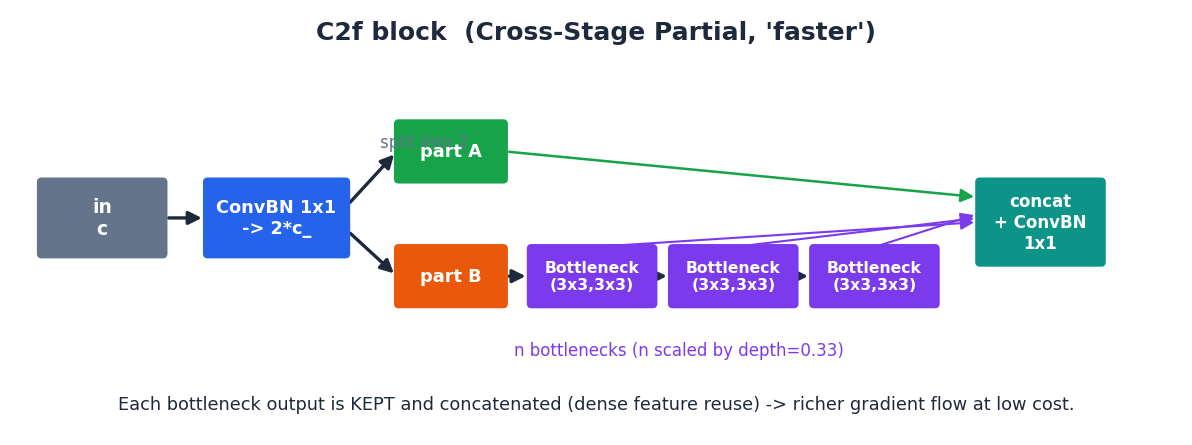 C2f block  (Cross-Stage Partial, 'faster')
split
part A
in
c
ConvBN 1x1
-> 2*c_
part B
Bottleneck
(3x3,3x3)
Bottleneck
(3x3,3x3)
Bottleneck
(3x3,3x3)
concat
+ ConvBN
1x1
n bottlenecks (n scaled by depth=0.33)
Each bottleneck output is KEPT and concatenated (dense feature reuse) -> richer gradient flow at low cost.